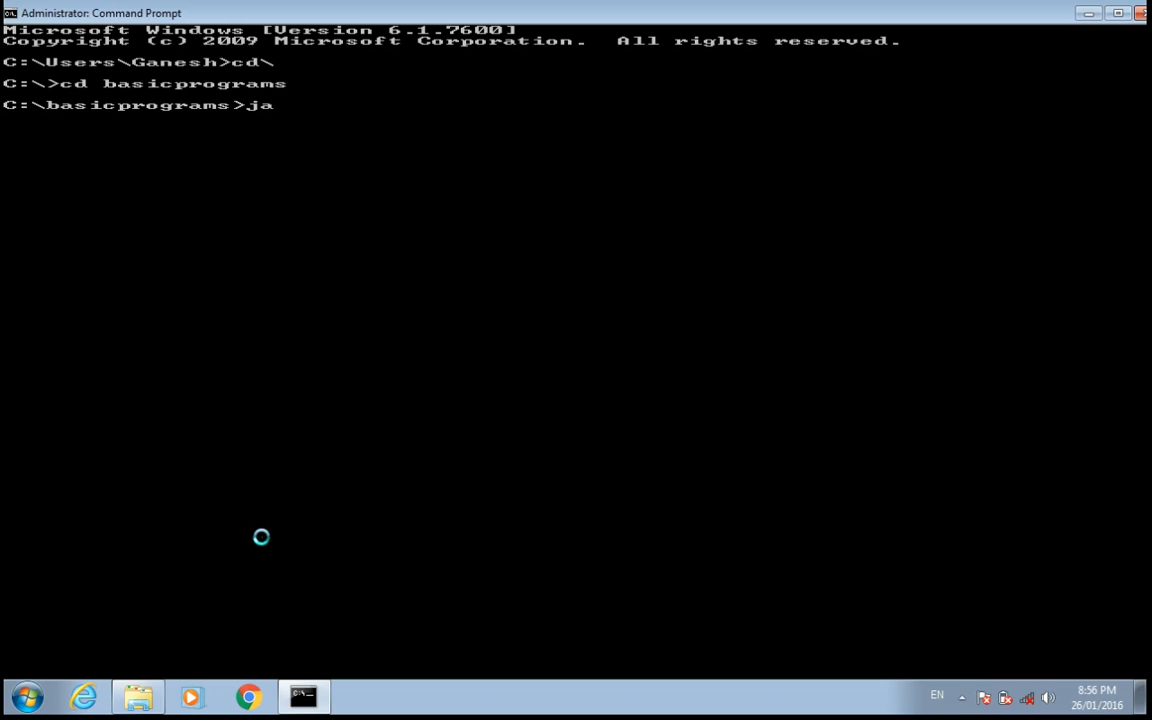 Administrator: Command Prompt
Microsoft Windows [Version 6.1.7600]
Copyright (c) 2009 Microsoft Corporation.  All rights reserved.
C:\Users\Ganesh>cd\
C:\>cd basicprograms
C:\basicprograms>ja
EN
8:56 PM
26/01/2016